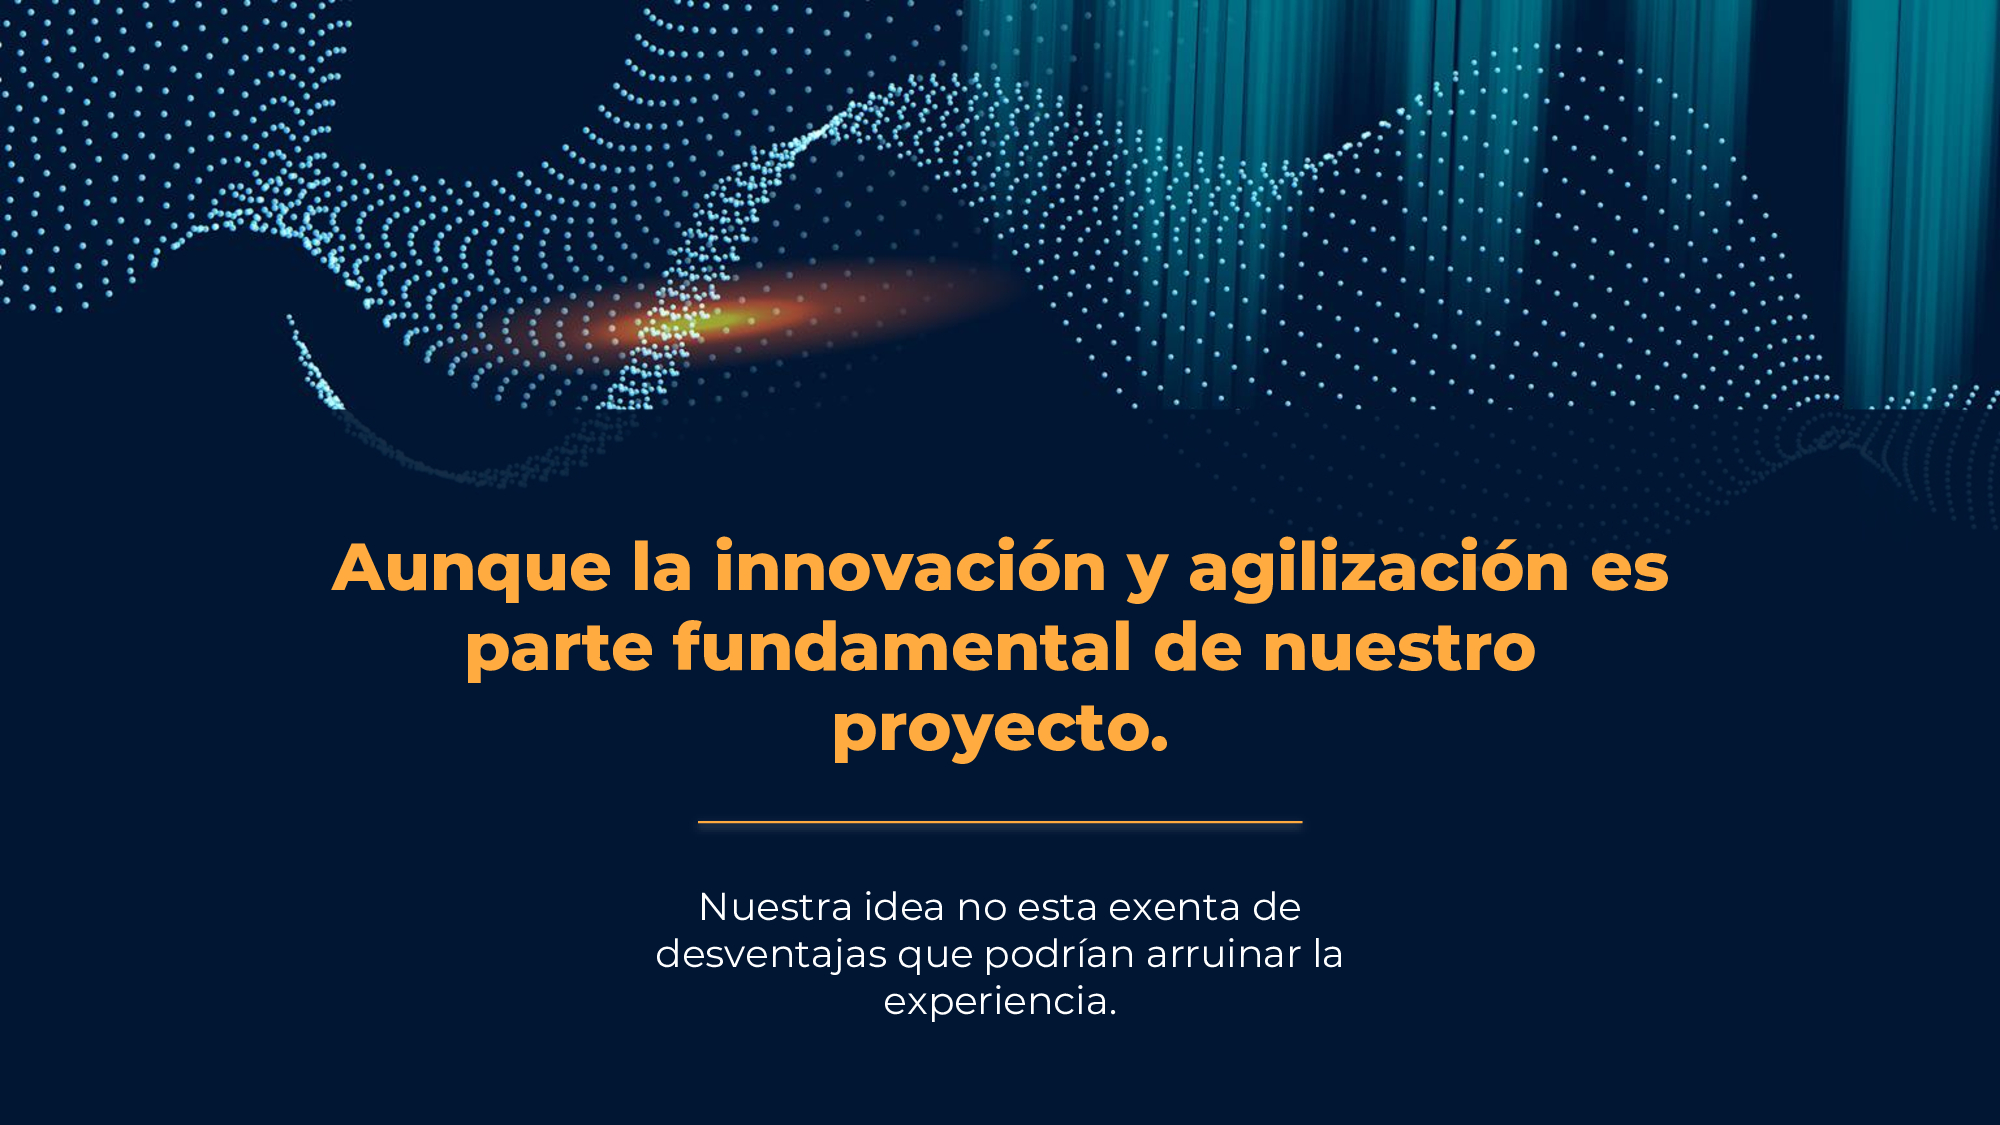 Aunque la innovación y agilización es
parte fundamental de nuestro
proyecto.
Nuestra idea no esta exenta de
desventajas que podrían arruinar la
experiencia.